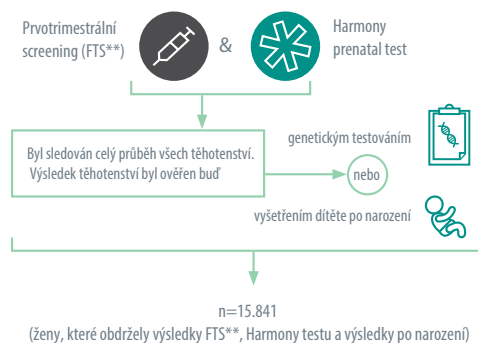 Prvotrimestrální
screening (FTS**)
&
Harmony
prenatal test
Byl sledován celý průběh všech těhotenství.
Výsledek těhotenství byl ověřen buď
genetickým testováním
nebo
vyšetřením dítěte po narození
n=15.841
(ženy, které obdržely výsledky FTS**, Harmony testu a výsledky po narození)